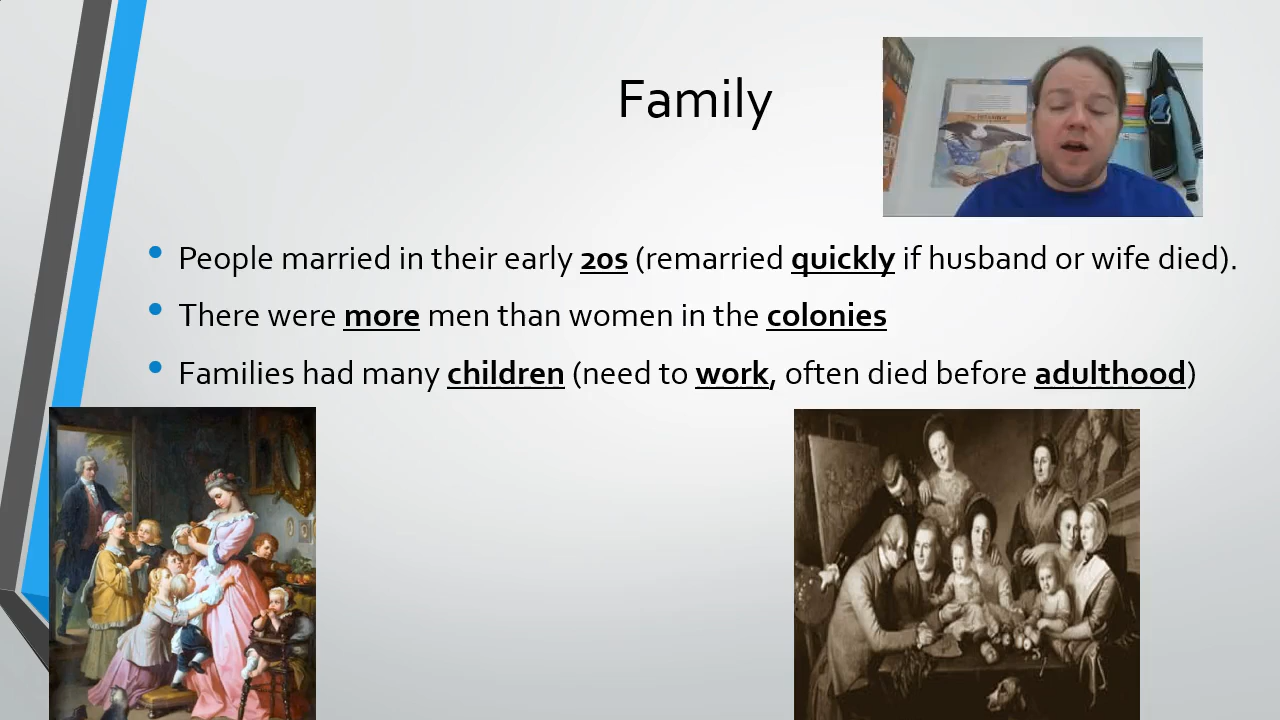 Family
People married in their early 20s (remarried quickly if husband or wife died).
There were more men than women in the colonies
Families had many children (need to work, often died before adulthood)